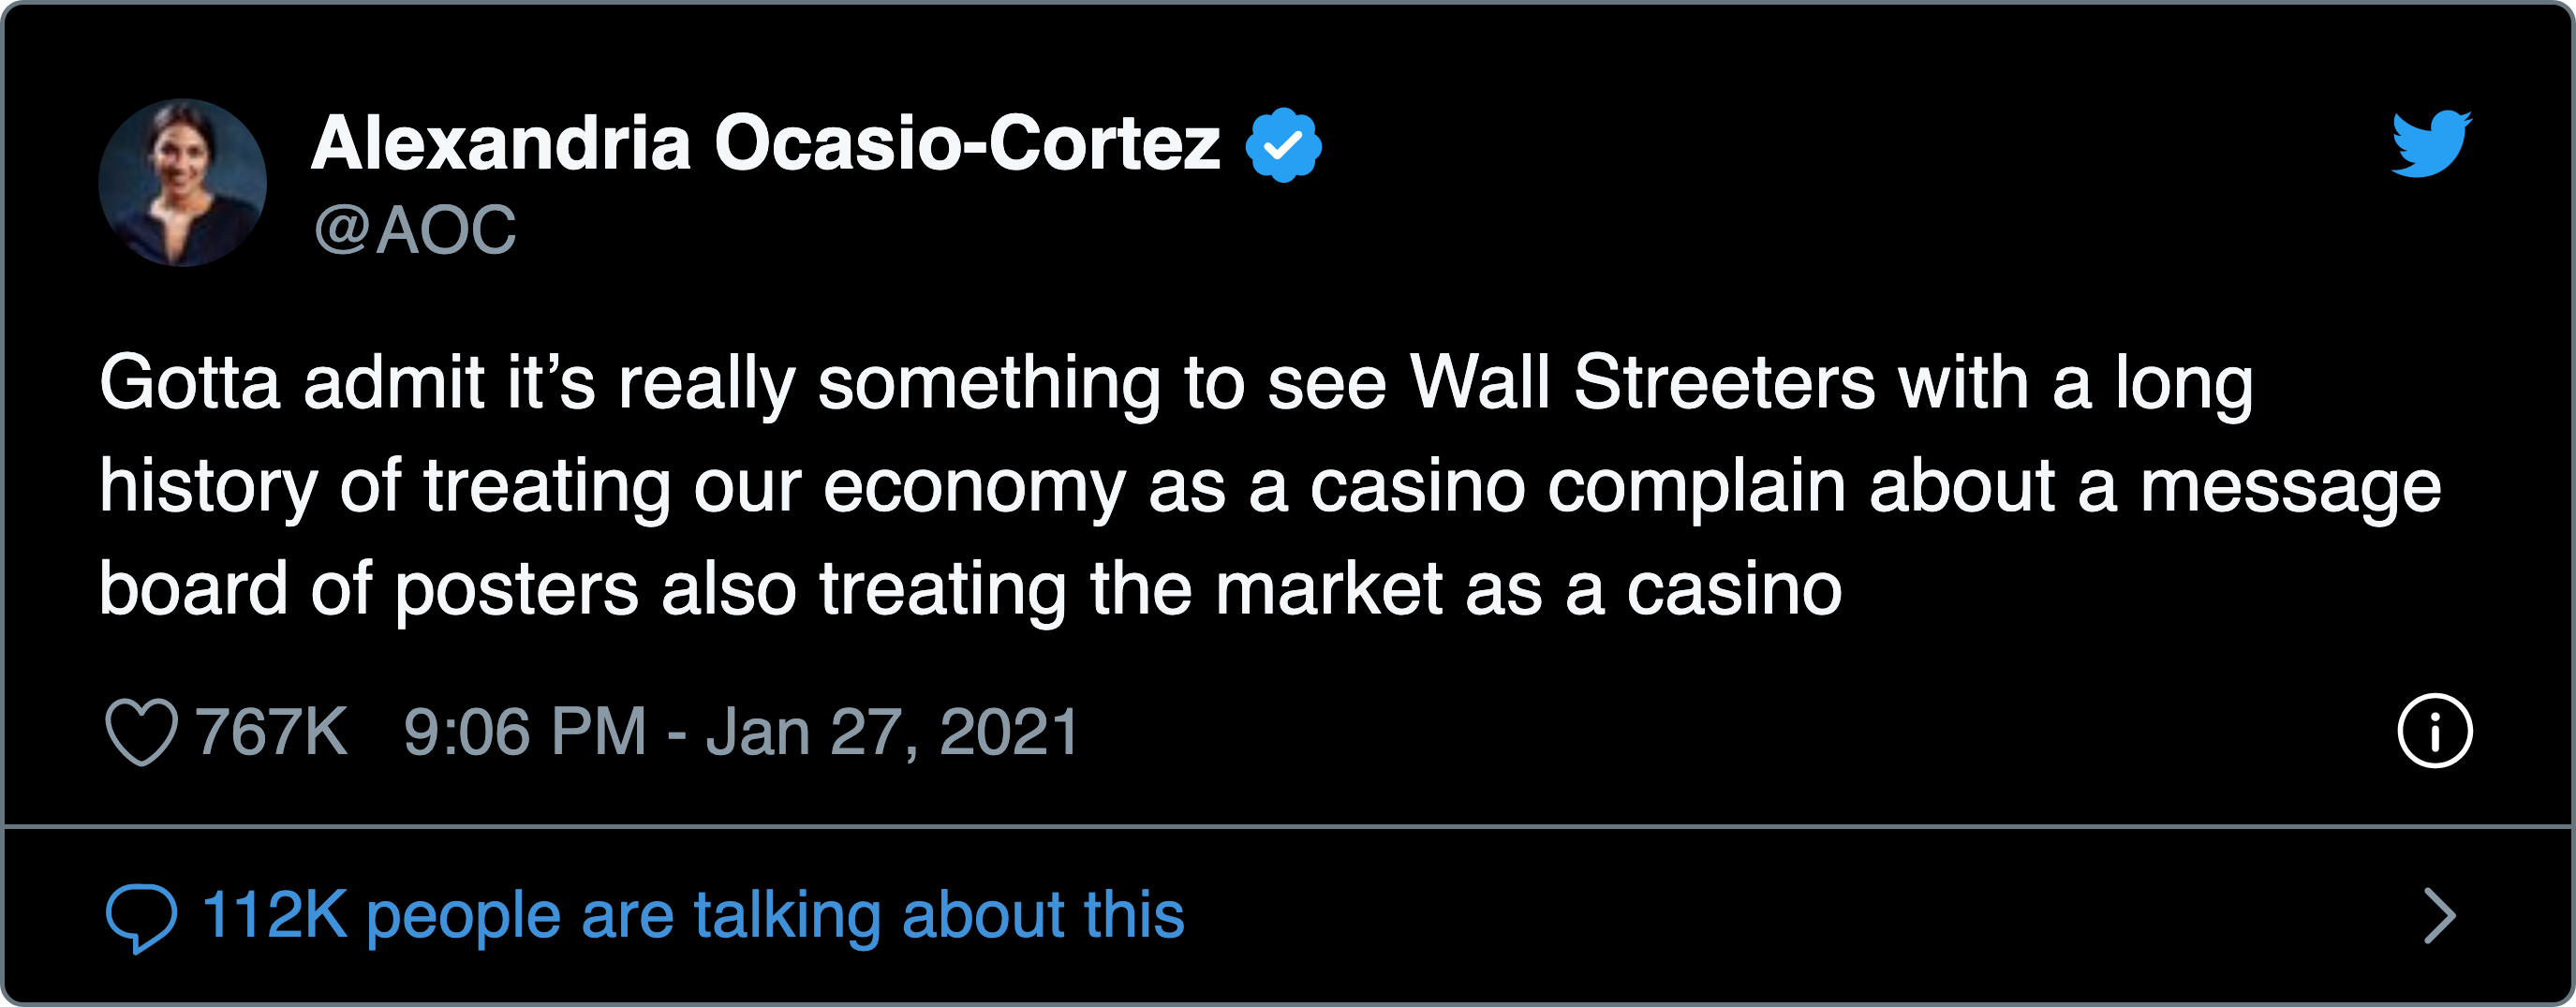 Alexandria Ocasio-Cortez
@AOC
Gotta admit it’s really something to see Wall Streeters with a long
history of treating our economy as a casino complain about a message
board of posters also treating the market as a casino
767K 9:06 PM - Jan 27, 2021
112K people are talking about this